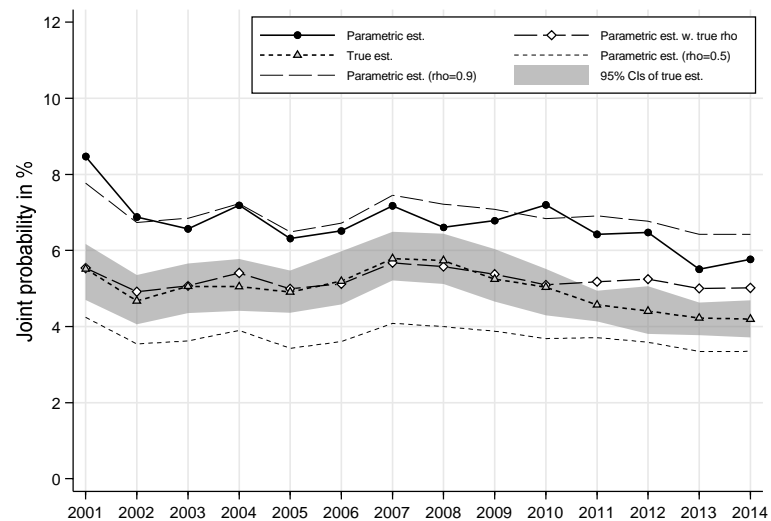 Parametric est.
Parametric est. w. true rho
True est.
Parametric est. (rho=0.5)
Parametric est. (rho=0.9)
95% CIs of true est.
Joint probability in %
12
10
8
6
4
2
0
2001 2002 2003 2004 2005 2006 2007 2008 2009 2010 2011 2012 2013 2014